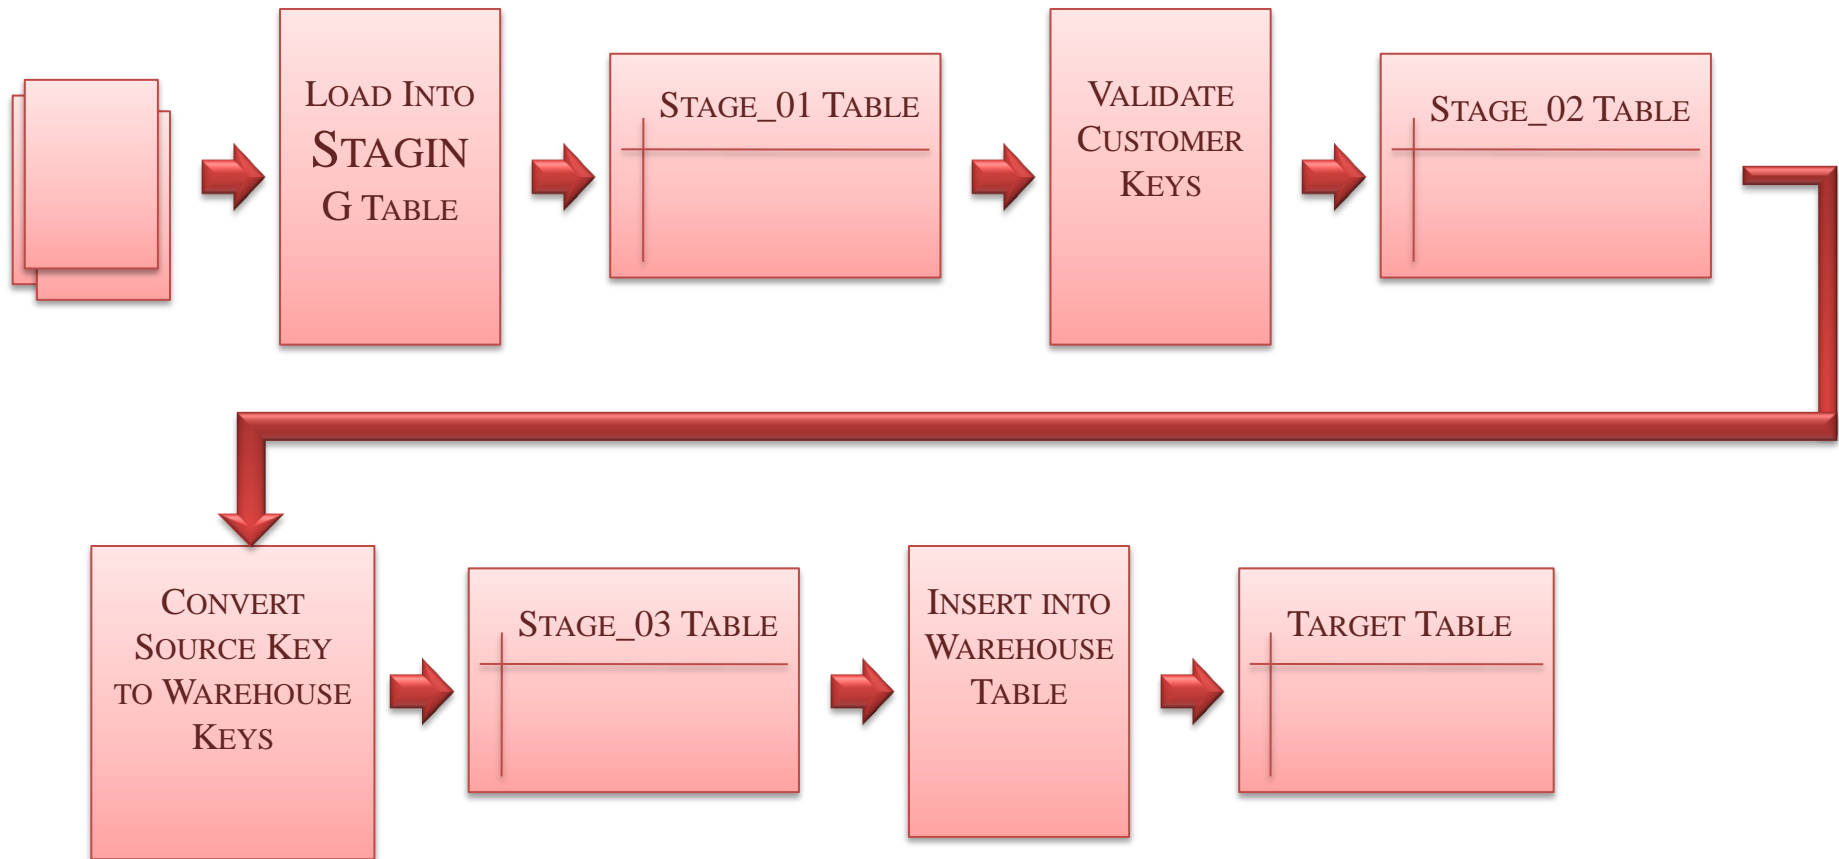 LOAD INTO
STAGIN
G TABLE
STAGE_01 TABLE
VALIDATE
CUSTOMER
KEYS
STAGE_02 TABLE
CONVERT
SOURCE KEY
TO WAREHOUSE
KEYS
STAGE_03 TABLE
INSERT INTO
WAREHOUSE
TABLE
TARGET TABLE